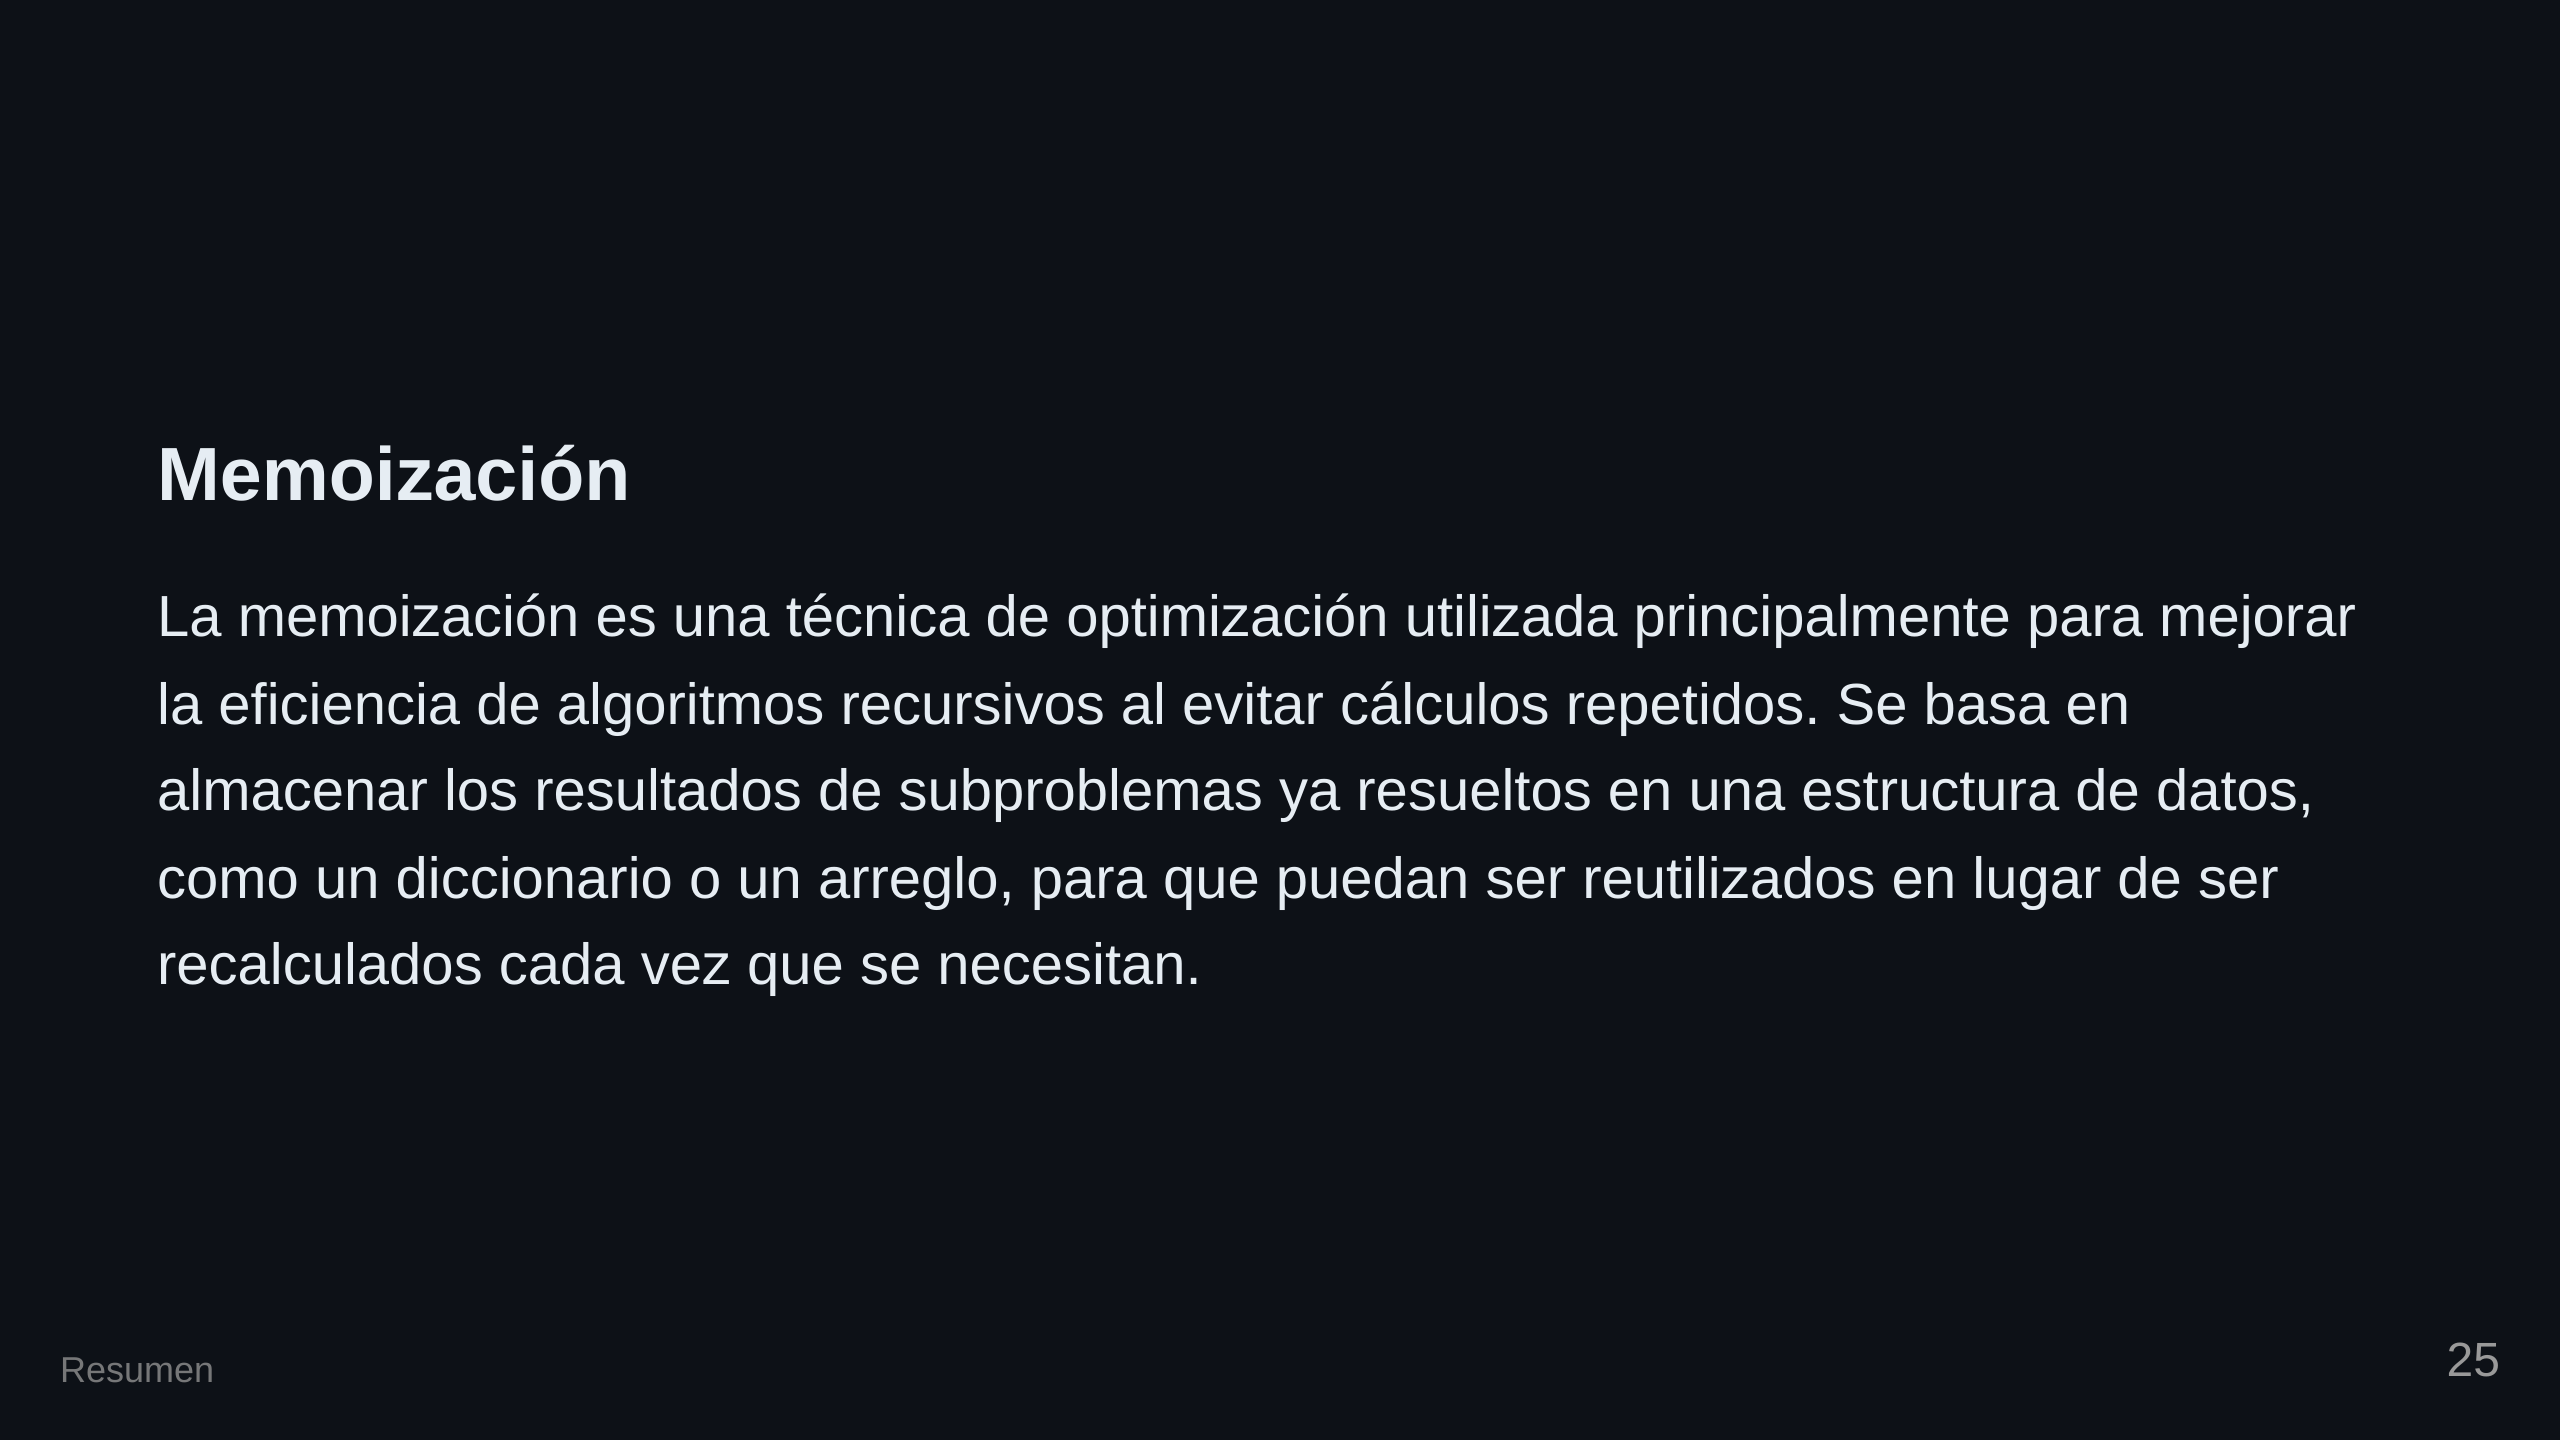 Memoización
La memoización es una técnica de optimización utilizada principalmente para mejorar
la eficiencia de algoritmos recursivos al evitar cálculos repetidos. Se basa en
almacenar los resultados de subproblemas ya resueltos en una estructura de datos,
como un diccionario o un arreglo, para que puedan ser reutilizados en lugar de ser
recalculados cada vez que se necesitan.
Resumen
25